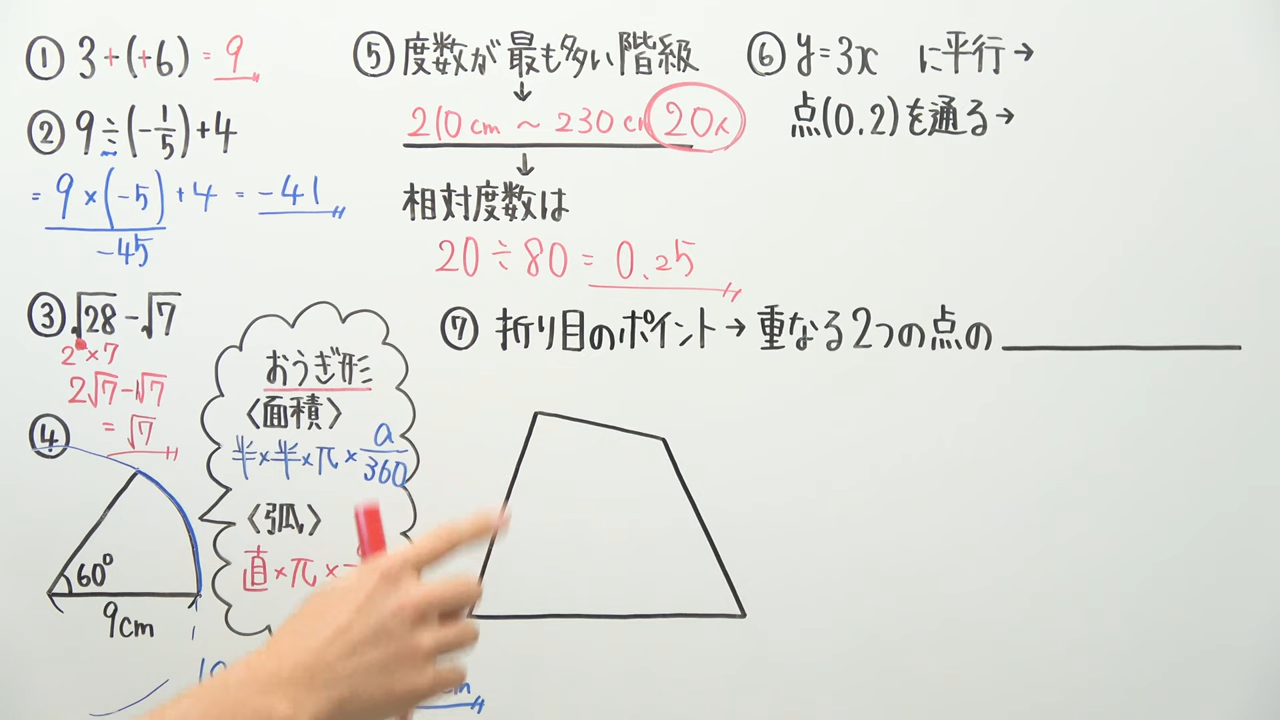 ① 3+(+6) = 9
② 9÷(-1/5)+4
= 9×(-5)+4 = -41
-45
③ √28-√7
2²×7
2√7-√7
= √7
④
60°
9cm
おうぎ形
〈面積〉
半×半×π×a/360
〈弧〉
直×π×
⑤ 度数が最も多い階級
↓
210cm ~ 230cm 20人
↓
相対度数は
20÷80 = 0.25
⑥ y=3x に平行→
点(0.2)を通る→
⑦ 折り目のポイント→重なる2つの点の